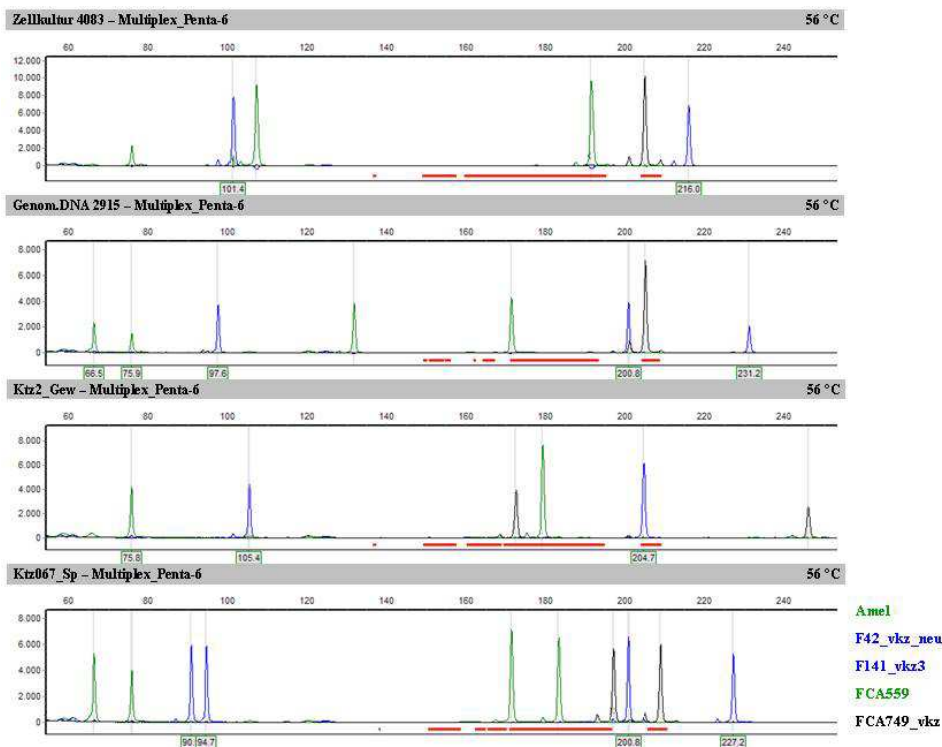 Zellkultur 4083 – Multiplex_Penta-6 56 °C
60 80 100 120 140 160 180 200 220 240
12.000
10.000
8.000
6.000
4.000
2.000
0
101.4 216.0
Genom.DNA 2915 – Multiplex_Penta-6 56 °C
60 80 100 120 140 160 180 200 220 240
8.000
6.000
4.000
2.000
0
66.5 75.9 97.6 200.8 231.2
Ktz2_Gew – Multiplex_Penta-6 56 °C
60 80 100 120 140 160 180 200 220 240
8.000
6.000
4.000
2.000
0
75.8 105.4 204.7
Ktz067_Sp – Multiplex_Penta-6 56 °C
60 80 100 120 140 160 180 200 220 240
8.000
6.000
4.000
2.000
0
90. 94.7 200.8 227.2
Amel
F42_vkz_neu
F141_vkz3
FCA559
FCA749_vkz